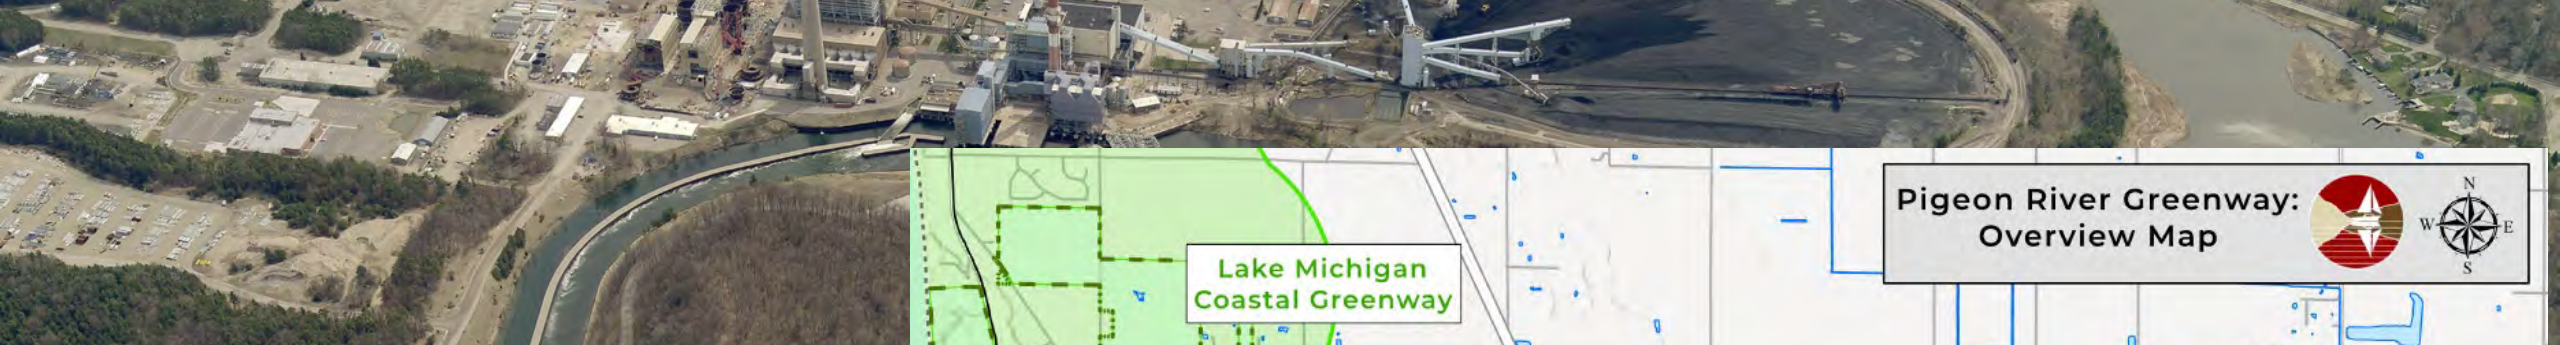 Pigeon River Greenway:
Overview Map
N
W E
S
Lake Michigan
Coastal Greenway